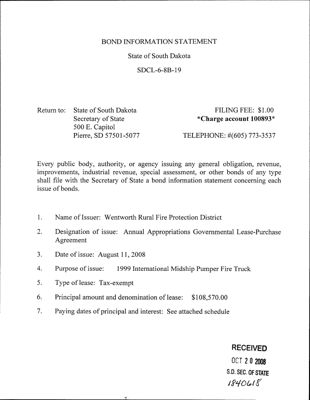 BOND INFORMATION STATEMENT
State of South Dakota
SDCL-6-8B-19
Return to: State of South Dakota FILING FEE: $1.00
Secretary of State *Charge account 100893*
500 E. Capitol
Pierre, SD 57501-5077 TELEPHONE: #(605) 773-3537
Every public body, authority, or agency issuing any general obligation, revenue,
improvements, industrial revenue, special assessment, or other bonds of any type
shall file with the Secretary of State a bond information statement concerning each
issue of bonds.
1. Name of Issuer: Wentworth Rural Fire Protection District
2. Designation of issue: Annual Appropriations Governmental Lease-Purchase
Agreement
3. Date of issue: August 11, 2008
4. Purpose of issue: 1999 International Midship Pumper Fire Truck
5. Type of lease: Tax-exempt
6. Principal amount and denomination of lease: $108,570.00
7. Paying dates of principal and interest: See attached schedule
RECEIVED
OCT 20 2008
S.D. SEC. OF STATE
1840618